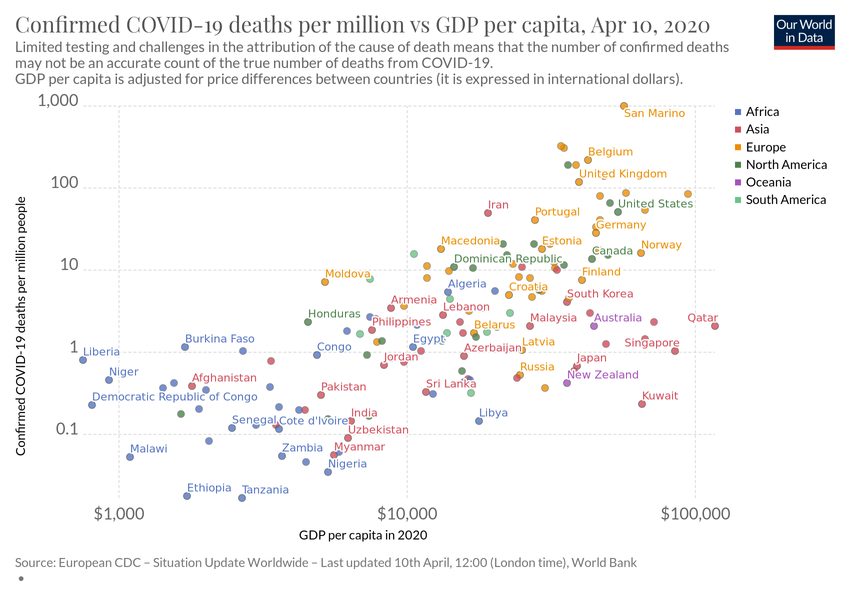 Confirmed COVID-19 deaths per million vs GDP per capita, Apr 10, 2020
Our World
in Data
Limited testing and challenges in the attribution of the cause of death means that the number of confirmed deaths
may not be an accurate count of the true number of deaths from COVID-19.
GDP per capita is adjusted for price differences between countries (it is expressed in international dollars).
1,000
San Marino
Africa
Asia
Europe
North America
Oceania
South America
Belgium
United Kingdom
100
Iran
Portugal
United States
Germany
Macedonia
Estonia
Norway
Canada
Dominican Republic
10
Moldova
Finland
Algeria
Croatia
South Korea
Armenia
Lebanon
Honduras
Philippines
Belarus
Malaysia
Australia
Qatar
Burkina Faso
Egypt
Latvia
Singapore
1
Liberia
Congo
Jordan
Azerbaijan
Japan
Niger
Afghanistan
Russia
New Zealand
Pakistan
Sri Lanka
Kuwait
Democratic Republic of Congo
India
Libya
Senegal
Cote d'Ivoire
0.1
Uzbekistan
Malawi
Zambia
Myanmar
Nigeria
Ethiopia
Tanzania
Confirmed COVID-19 deaths per million people
$1,000
$10,000
$100,000
GDP per capita in 2020
Source: European CDC – Situation Update Worldwide – Last updated 10th April, 12:00 (London time), World Bank